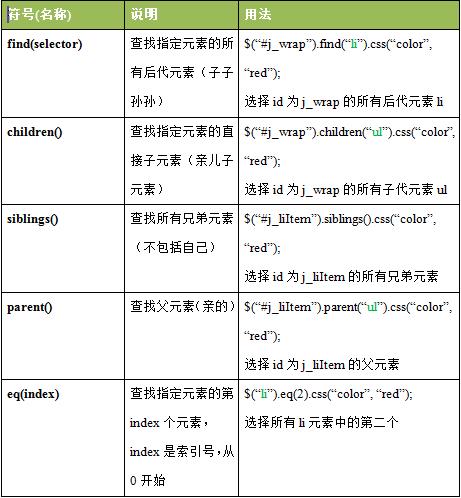 符号(名称) 说明 用法
find(selector) 查找指定元素的所 $(“#j_wrap”).find(“li”).css(“color”,
有后代元素（子子 “red”);
孙孙） 选择 id 为 j_wrap 的所有后代元素 li
children() 查找指定元素的直 $(“#j_wrap”).children(“ul”).css(“color”,
接子元素（亲儿子 “red”);
元素） 选择 id 为 j_wrap 的所有子代元素 ul
siblings() 查找所有兄弟元素 $(“#j_liItem”).siblings().css(“color”,
（不包括自己） “red”);
选择 id 为 j_liItem 的所有兄弟元素
parent() 查找父元素（亲的） $(“#j_liItem”).parent(“ul”).css(“color”,
“red”);
选择 id 为 j_liItem 的父元素
eq(index) 查找指定元素的第 $(“li”).eq(2).css(“color”, “red”);
index 个元素， 选择所有 li 元素中的第二个
index 是索引号，从
0 开始